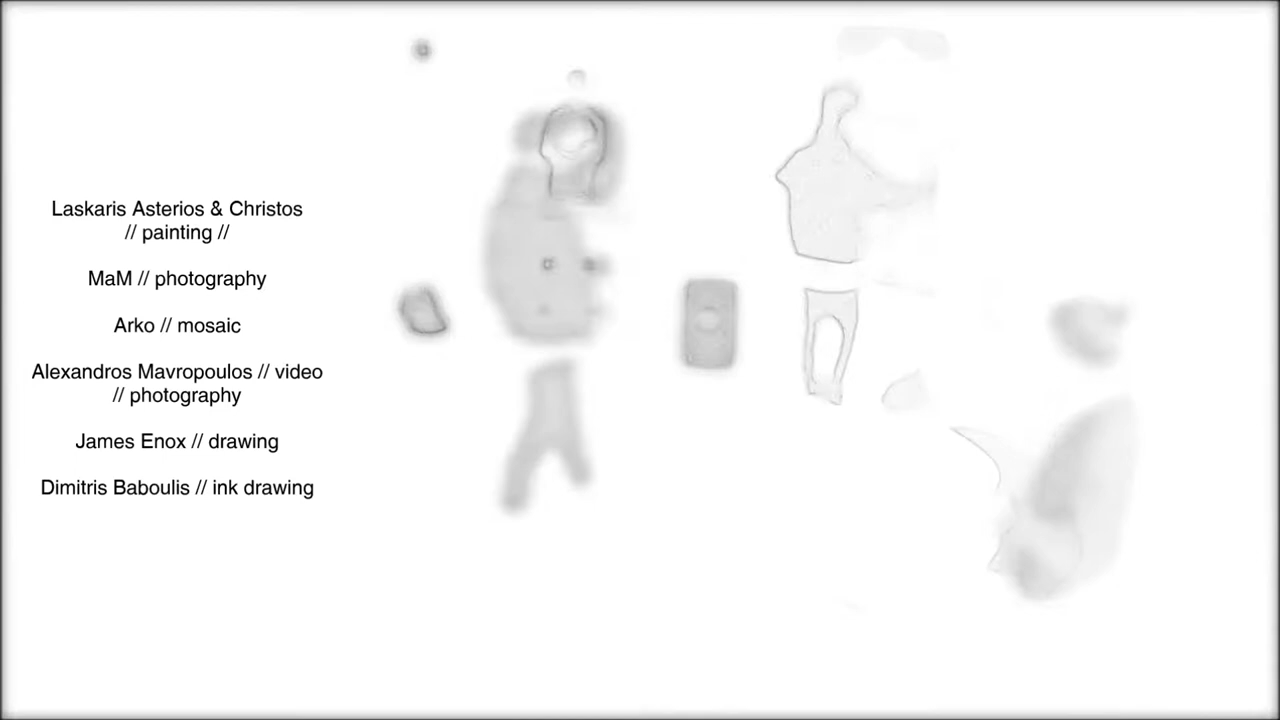 Laskaris Asterios & Christos
// painting //
MaM // photography
Arko // mosaic
Alexandros Mavropoulos // video
// photography
James Enox // drawing
Dimitris Baboulis // ink drawing